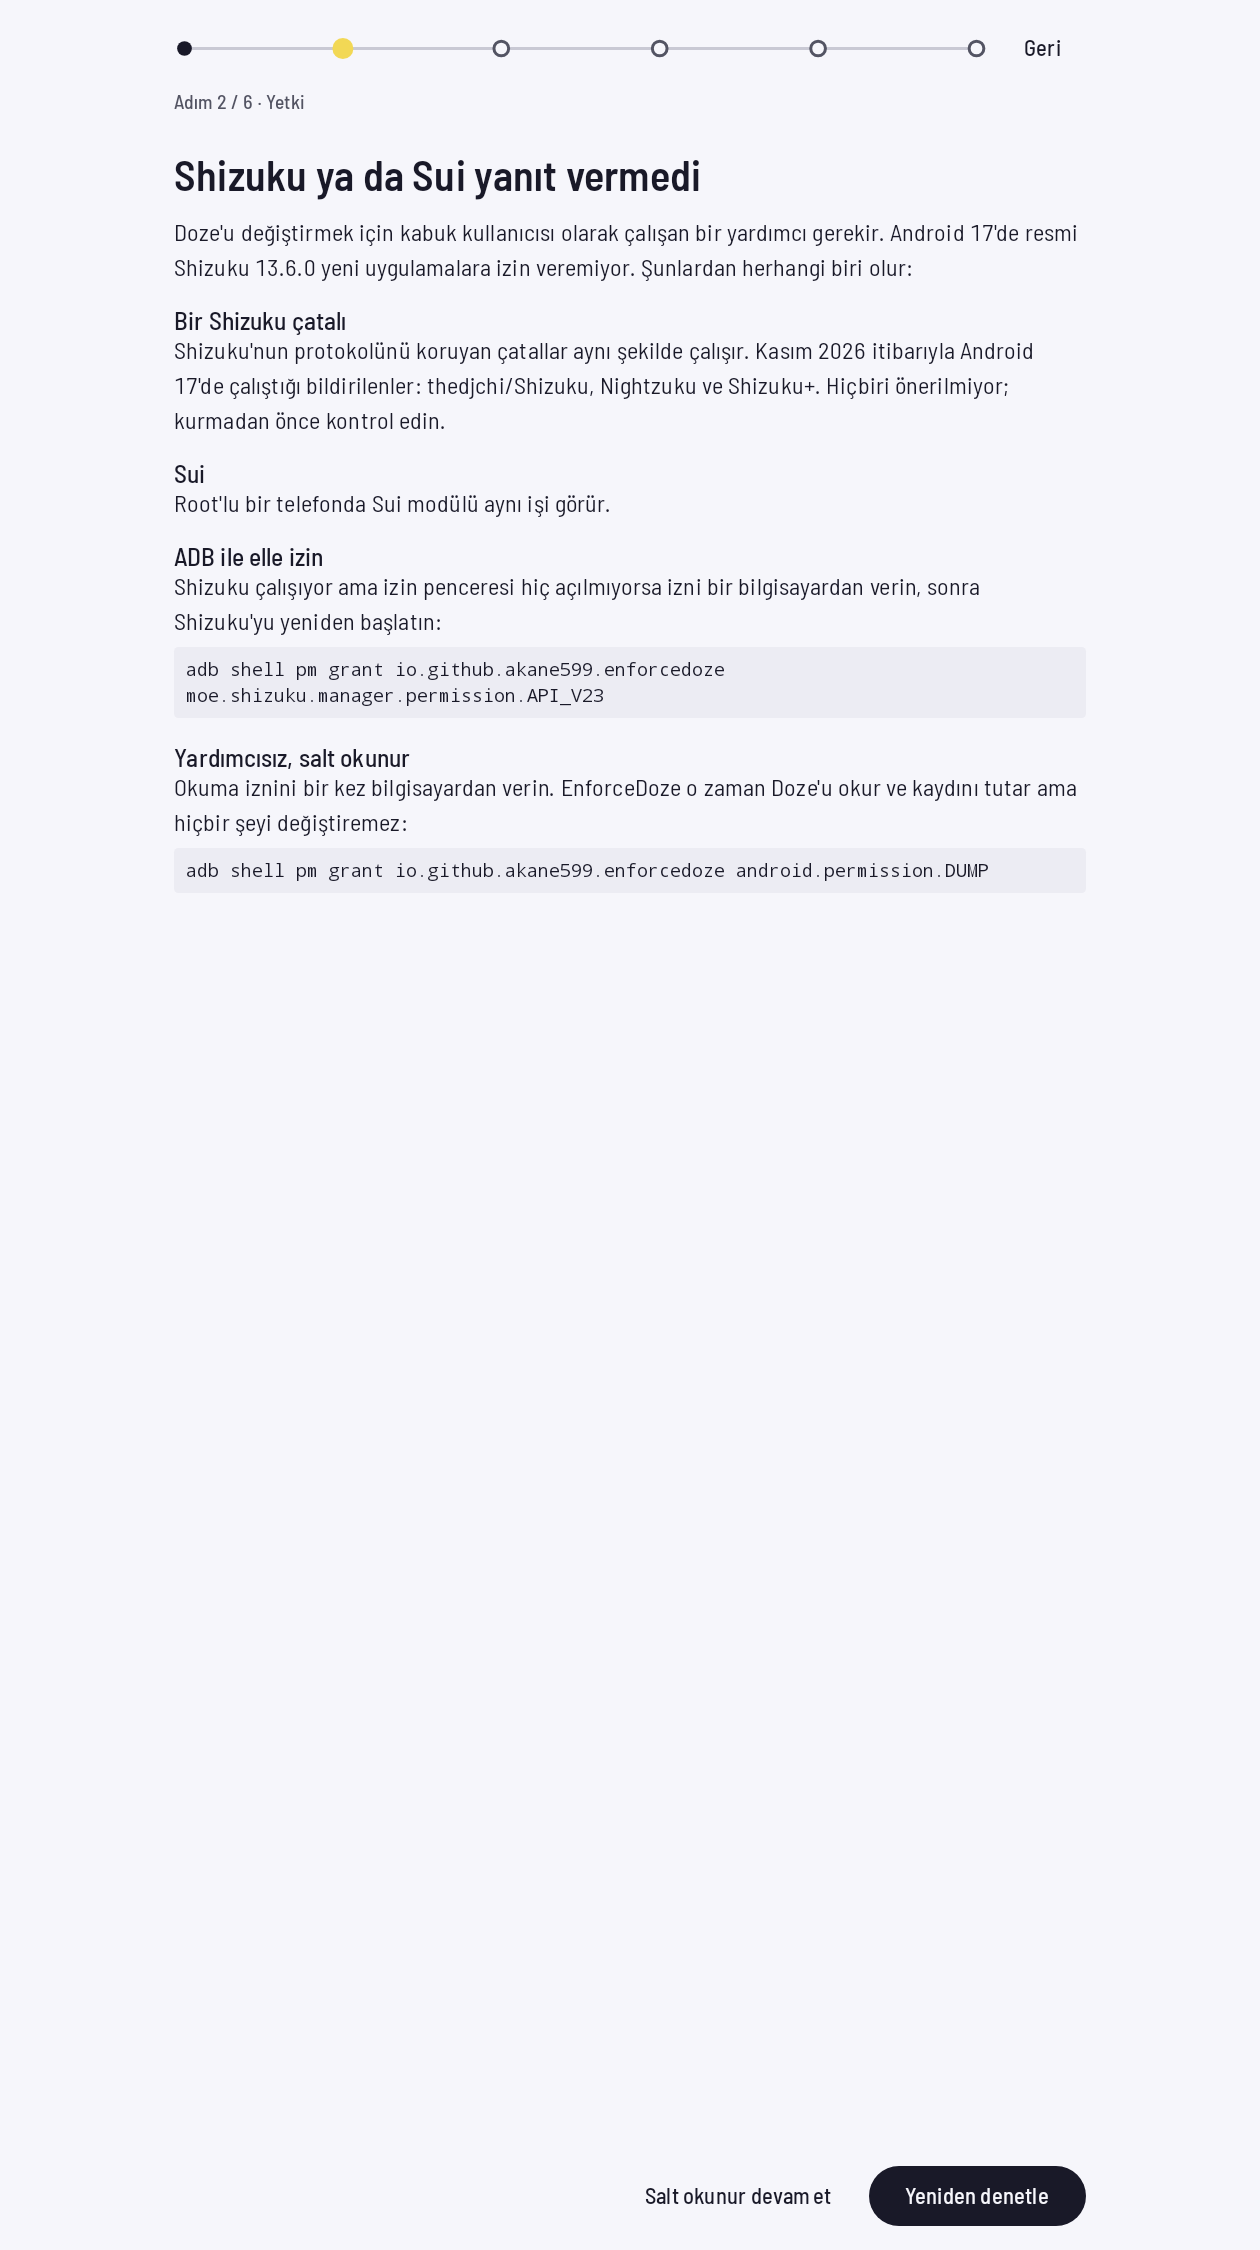 Geri
Adım 2 / 6 · Yetki
Shizuku ya da Sui yanıt vermedi
Doze'u değiştirmek için kabuk kullanıcısı olarak çalışan bir yardımcı gerekir. Android 17'de resmi
Shizuku 13.6.0 yeni uygulamalara izin veremiyor. Şunlardan herhangi biri olur:
Bir Shizuku çatalı
Shizuku'nun protokolünü koruyan çatallar aynı şekilde çalışır. Kasım 2026 itibarıyla Android
17'de çalıştığı bildirilenler: thedjchi/Shizuku, Nightzuku ve Shizuku+. Hiçbiri önerilmiyor;
kurmadan önce kontrol edin.
Sui
Root'lu bir telefonda Sui modülü aynı işi görür.
ADB ile elle izin
Shizuku çalışıyor ama izin penceresi hiç açılmıyorsa izni bir bilgisayardan verin, sonra
Shizuku'yu yeniden başlatın:
adb shell pm grant io.github.akane599.enforcedoze
moe.shizuku.manager.permission.API_V23
Yardımcısız, salt okunur
Okuma iznini bir kez bilgisayardan verin. EnforceDoze o zaman Doze'u okur ve kaydını tutar ama
hiçbir şeyi değiştiremez:
adb shell pm grant io.github.akane599.enforcedoze android.permission.DUMP
Salt okunur devam et
Yeniden denetle